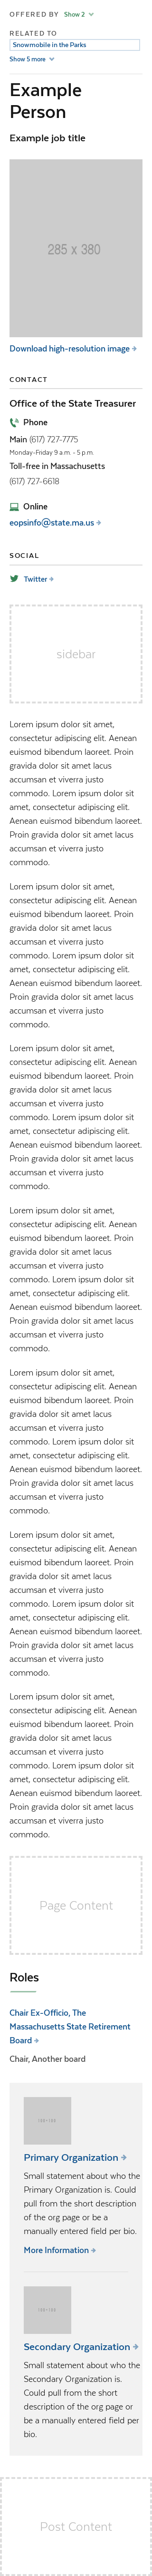 OFFERED BY Show 2
RELATED TO
Snowmobile in the Parks
Show 5 more
Example
Person
Example job title
285 x 380
Download high-resolution image
CONTACT
Office of the State Treasurer
Phone
Main (617) 727-7775
Monday-Friday 9 a.m. - 5 p.m.
Toll-free in Massachusetts
(617) 727-6618
Online
eopsinfo@state.ma.us
SOCIAL
Twitter
sidebar
Lorem ipsum dolor sit amet,
consectetur adipiscing elit. Aenean
euismod bibendum laoreet. Proin
gravida dolor sit amet lacus
accumsan et viverra justo
commodo. Lorem ipsum dolor sit
amet, consectetur adipiscing elit.
Aenean euismod bibendum laoreet.
Proin gravida dolor sit amet lacus
accumsan et viverra justo
commodo.
Lorem ipsum dolor sit amet,
consectetur adipiscing elit. Aenean
euismod bibendum laoreet. Proin
gravida dolor sit amet lacus
accumsan et viverra justo
commodo. Lorem ipsum dolor sit
amet, consectetur adipiscing elit.
Aenean euismod bibendum laoreet.
Proin gravida dolor sit amet lacus
accumsan et viverra justo
commodo.
Lorem ipsum dolor sit amet,
consectetur adipiscing elit. Aenean
euismod bibendum laoreet. Proin
gravida dolor sit amet lacus
accumsan et viverra justo
commodo. Lorem ipsum dolor sit
amet, consectetur adipiscing elit.
Aenean euismod bibendum laoreet.
Proin gravida dolor sit amet lacus
accumsan et viverra justo
commodo.
Lorem ipsum dolor sit amet,
consectetur adipiscing elit. Aenean
euismod bibendum laoreet. Proin
gravida dolor sit amet lacus
accumsan et viverra justo
commodo. Lorem ipsum dolor sit
amet, consectetur adipiscing elit.
Aenean euismod bibendum laoreet.
Proin gravida dolor sit amet lacus
accumsan et viverra justo
commodo.
Lorem ipsum dolor sit amet,
consectetur adipiscing elit. Aenean
euismod bibendum laoreet. Proin
gravida dolor sit amet lacus
accumsan et viverra justo
commodo. Lorem ipsum dolor sit
amet, consectetur adipiscing elit.
Aenean euismod bibendum laoreet.
Proin gravida dolor sit amet lacus
accumsan et viverra justo
commodo.
Lorem ipsum dolor sit amet,
consectetur adipiscing elit. Aenean
euismod bibendum laoreet. Proin
gravida dolor sit amet lacus
accumsan et viverra justo
commodo. Lorem ipsum dolor sit
amet, consectetur adipiscing elit.
Aenean euismod bibendum laoreet.
Proin gravida dolor sit amet lacus
accumsan et viverra justo
commodo.
Lorem ipsum dolor sit amet,
consectetur adipiscing elit. Aenean
euismod bibendum laoreet. Proin
gravida dolor sit amet lacus
accumsan et viverra justo
commodo. Lorem ipsum dolor sit
amet, consectetur adipiscing elit.
Aenean euismod bibendum laoreet.
Proin gravida dolor sit amet lacus
accumsan et viverra justo
commodo.
Page Content
Roles
Chair Ex-Officio, The
Massachusetts State Retirement
Board
Chair, Another board
Primary Organization
Small statement about who the
Primary Organization is. Could
pull from the short description
of the org page or be a
manually entered field per bio.
More Information
Secondary Organization
Small statement about who the
Secondary Organization is.
Could pull from the short
description of the org page or
be a manually entered field per
bio.
Post Content